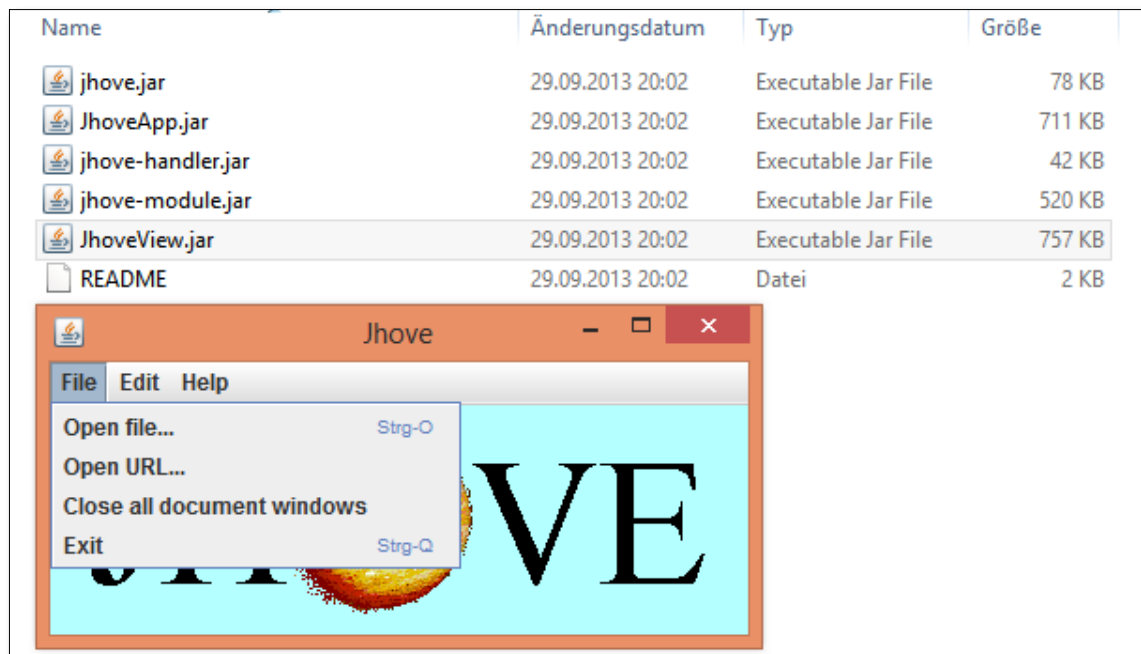 Name Änderungsdatum Typ Größe
jhove.jar 29.09.2013 20:02 Executable Jar File 78 KB
JhoveApp.jar 29.09.2013 20:02 Executable Jar File 711 KB
jhove-handler.jar 29.09.2013 20:02 Executable Jar File 42 KB
jhove-module.jar 29.09.2013 20:02 Executable Jar File 520 KB
JhoveView.jar 29.09.2013 20:02 Executable Jar File 757 KB
README 29.09.2013 20:02 Datei 2 KB
Jhove
File Edit Help
Open file... Strg-O
Open URL...
Close all document windows
Exit Strg-Q
JHOVE